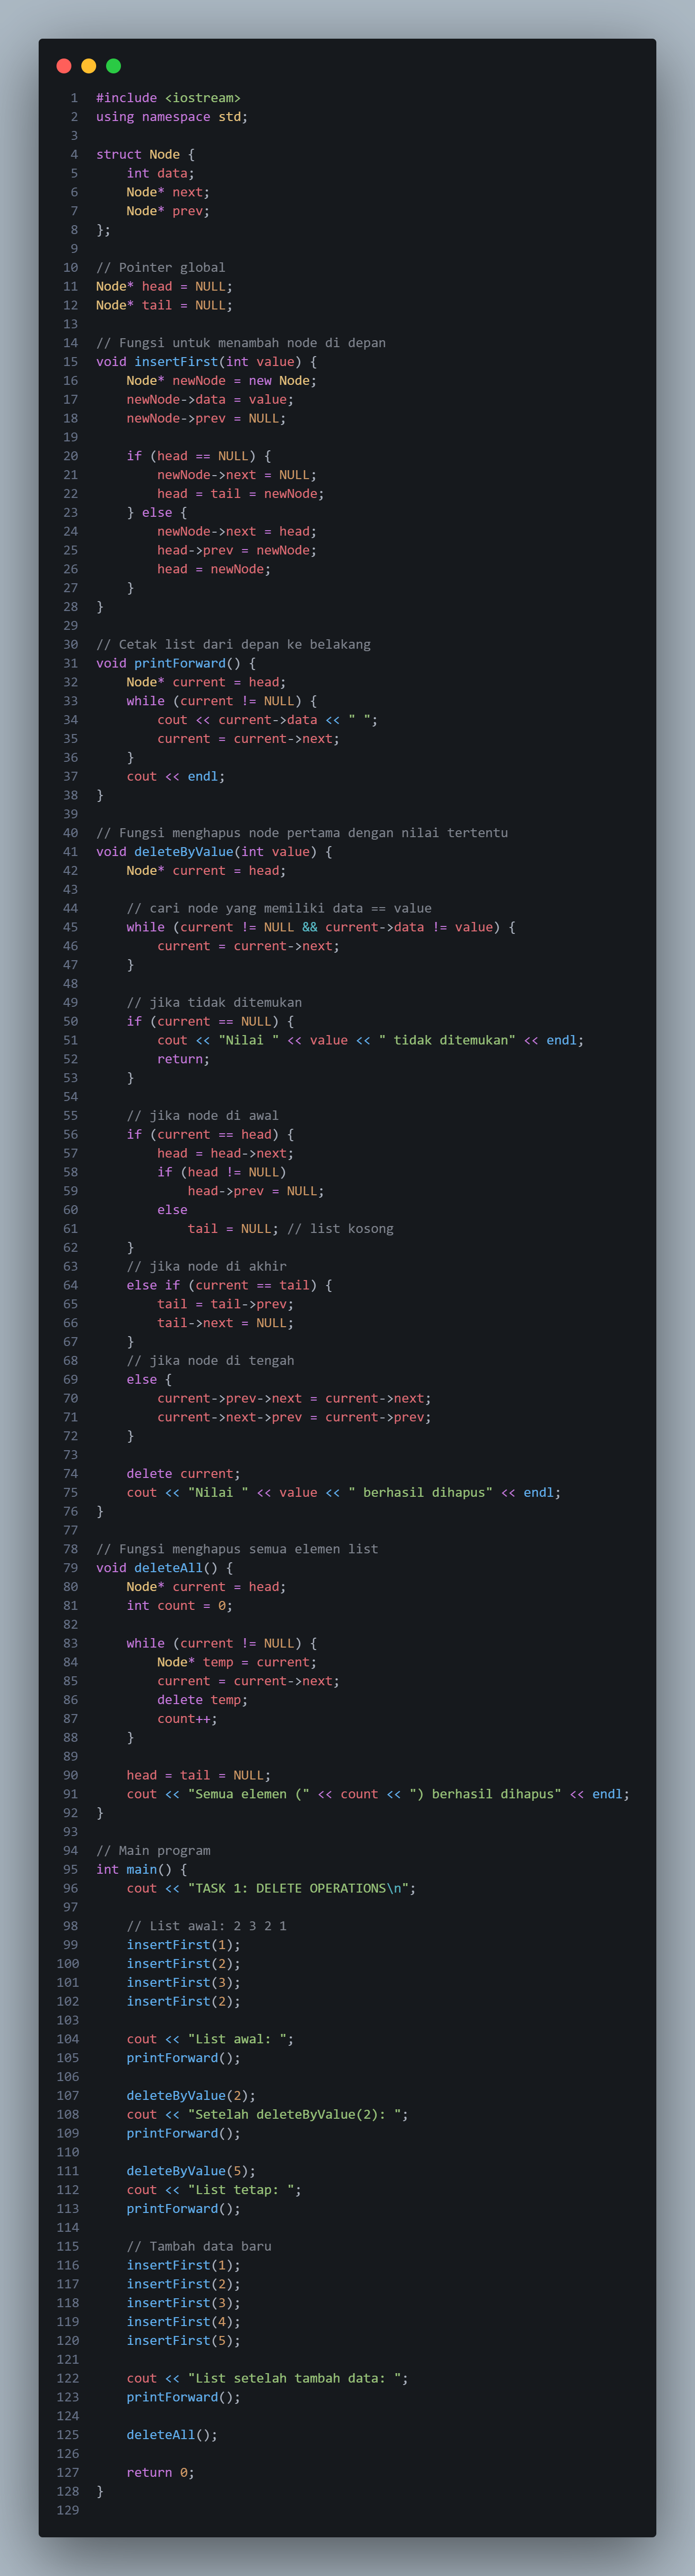 1 #include <iostream>
2 using namespace std;
3
4 struct Node {
5     int data;
6     Node* next;
7     Node* prev;
8 };
9
10 // Pointer global
11 Node* head = NULL;
12 Node* tail = NULL;
13
14 // Fungsi untuk menambah node di depan
15 void insertFirst(int value) {
16     Node* newNode = new Node;
17     newNode->data = value;
18     newNode->prev = NULL;
19
20     if (head == NULL) {
21         newNode->next = NULL;
22         head = tail = newNode;
23     } else {
24         newNode->next = head;
25         head->prev = newNode;
26         head = newNode;
27     }
28 }
29
30 // Cetak list dari depan ke belakang
31 void printForward() {
32     Node* current = head;
33     while (current != NULL) {
34         cout << current->data << " ";
35         current = current->next;
36     }
37     cout << endl;
38 }
39
40 // Fungsi menghapus node pertama dengan nilai tertentu
41 void deleteByValue(int value) {
42     Node* current = head;
43
44     // cari node yang memiliki data == value
45     while (current != NULL && current->data != value) {
46         current = current->next;
47     }
48
49     // jika tidak ditemukan
50     if (current == NULL) {
51         cout << "Nilai " << value << " tidak ditemukan" << endl;
52         return;
53     }
54
55     // jika node di awal
56     if (current == head) {
57         head = head->next;
58         if (head != NULL)
59             head->prev = NULL;
60         else
61             tail = NULL; // list kosong
62     }
63     // jika node di akhir
64     else if (current == tail) {
65         tail = tail->prev;
66         tail->next = NULL;
67     }
68     // jika node di tengah
69     else {
70         current->prev->next = current->next;
71         current->next->prev = current->prev;
72     }
73
74     delete current;
75     cout << "Nilai " << value << " berhasil dihapus" << endl;
76 }
77
78 // Fungsi menghapus semua elemen list
79 void deleteAll() {
80     Node* current = head;
81     int count = 0;
82
83     while (current != NULL) {
84         Node* temp = current;
85         current = current->next;
86         delete temp;
87         count++;
88     }
89
90     head = tail = NULL;
91     cout << "Semua elemen (" << count << ") berhasil dihapus" << endl;
92 }
93
94 // Main program
95 int main() {
96     cout << "TASK 1: DELETE OPERATIONS\n";
97
98     // List awal: 2 3 2 1
99     insertFirst(1);
100     insertFirst(2);
101     insertFirst(3);
102     insertFirst(2);
103
104     cout << "List awal: ";
105     printForward();
106
107     deleteByValue(2);
108     cout << "Setelah deleteByValue(2): ";
109     printForward();
110
111     deleteByValue(5);
112     cout << "List tetap: ";
113     printForward();
114
115     // Tambah data baru
116     insertFirst(1);
117     insertFirst(2);
118     insertFirst(3);
119     insertFirst(4);
120     insertFirst(5);
121
122     cout << "List setelah tambah data: ";
123     printForward();
124
125     deleteAll();
126
127     return 0;
128 }
129